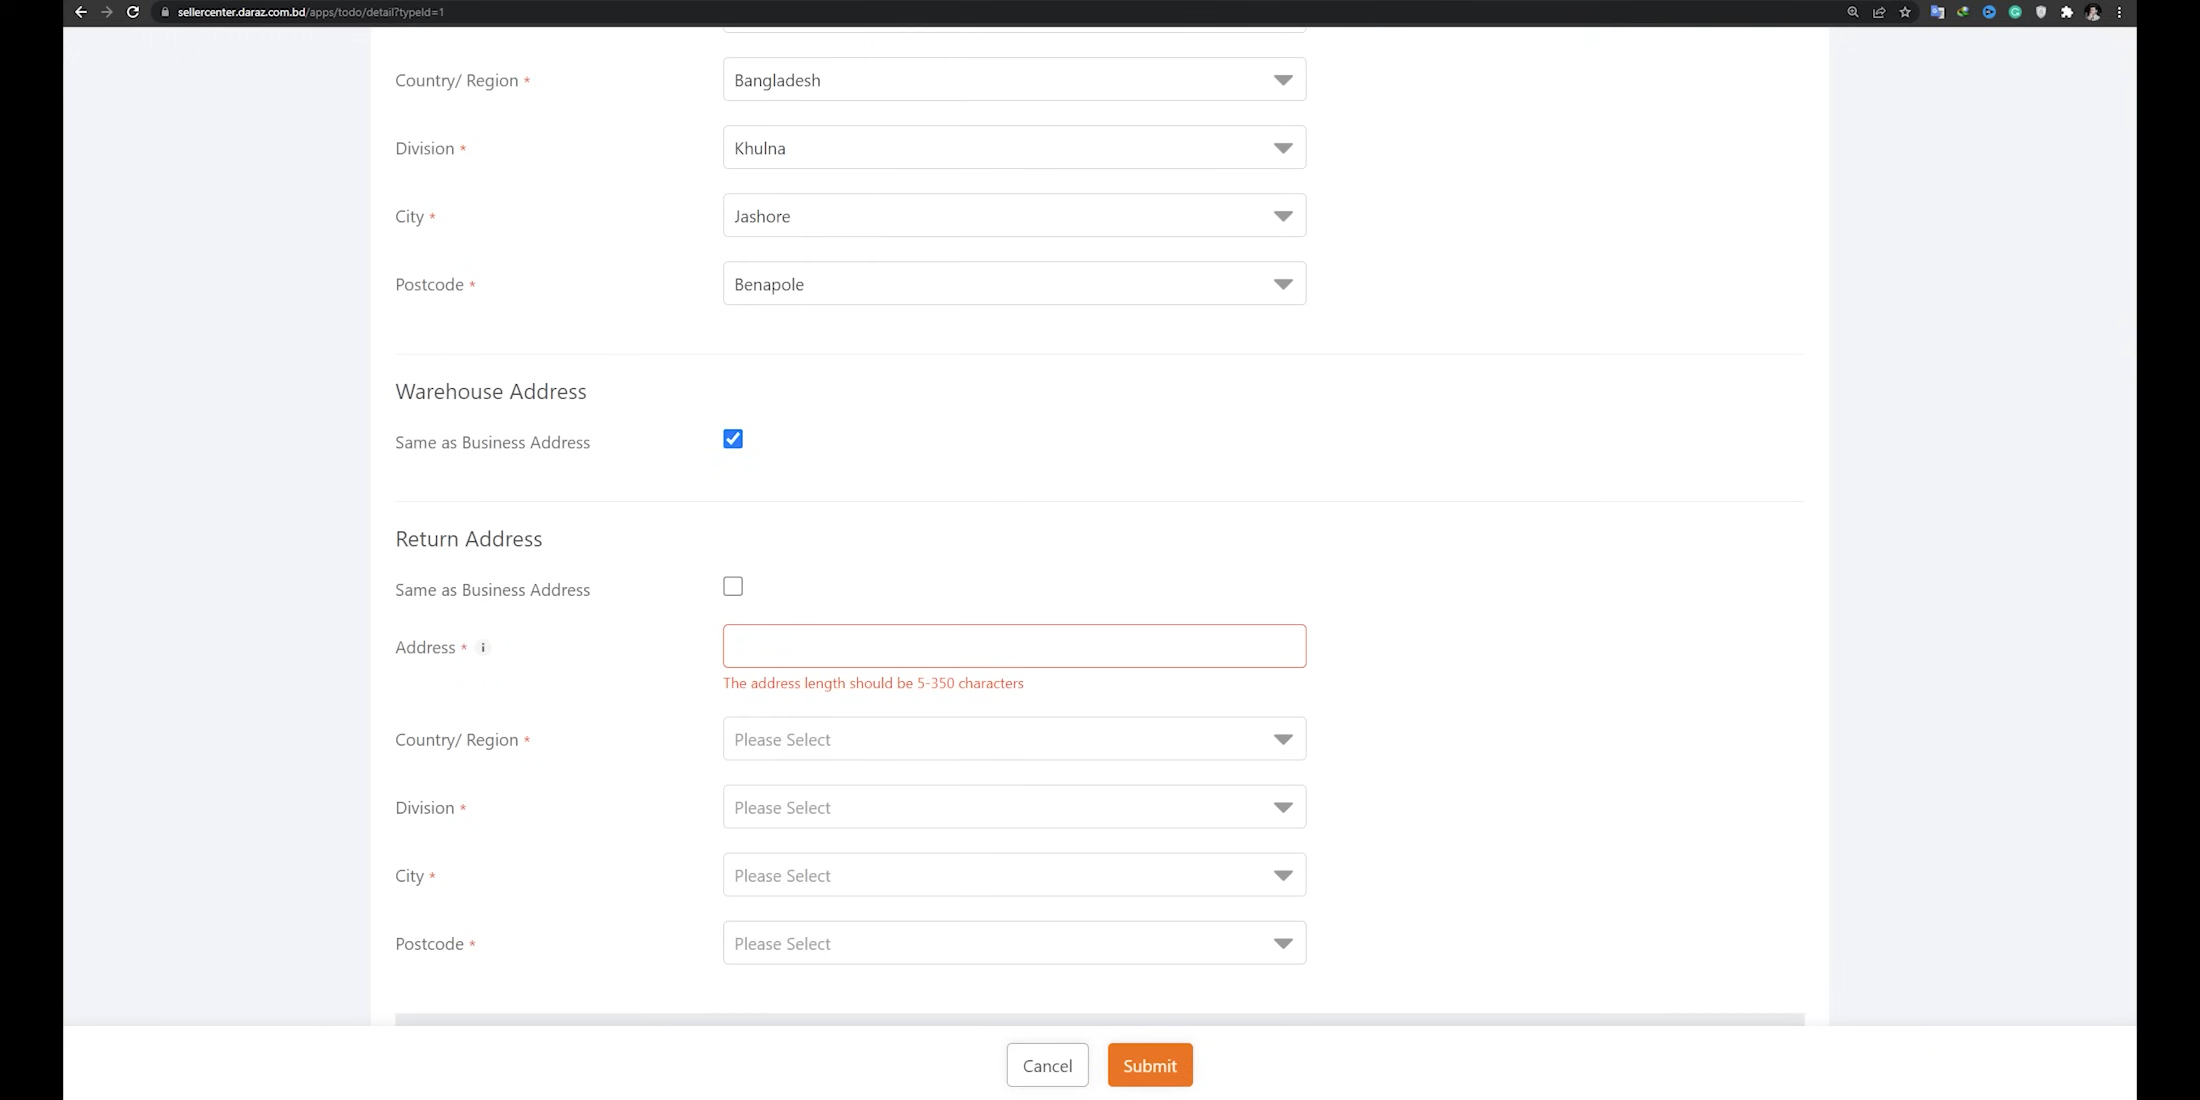 sellercenter.daraz.com.bd/apps/todo/detail?typeId=1
Country/ Region * Bangladesh
Division * Khulna
City * Jashore
Postcode * Benapole
Warehouse Address
Same as Business Address
Return Address
Same as Business Address
Address * i
The address length should be 5-350 characters
Country/ Region * Please Select
Division * Please Select
City * Please Select
Postcode * Please Select
Cancel Submit